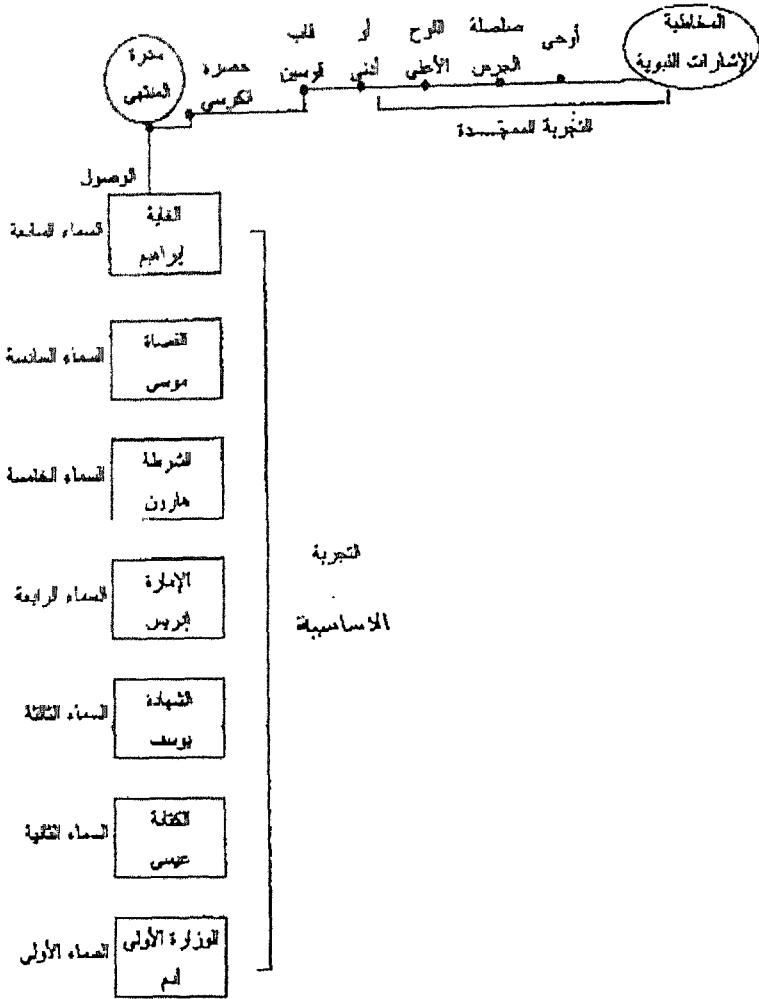 المخاطبة
الإشارات النبوية
أوحى
صلصلة
الجرس
اللوح
الأعلى
أو
أدنى
قاب
قوسين
حضرة
الكرسي
سدرة
المنتهى
التجربة الممجـــدة
الوصول
السماء السابعة
الغاية
إبراهيم
السماء السادسة
القضاة
موسى
السماء الخامسة
الشرطة
هارون
السماء الرابعة
الإمارة
إدريس
التجربة
الاساسية
السماء الثالثة
الشهادة
يوسف
السماء الثانية
الكتابة
عيسى
السماء الأولى
الوزارة الأولى
آدم